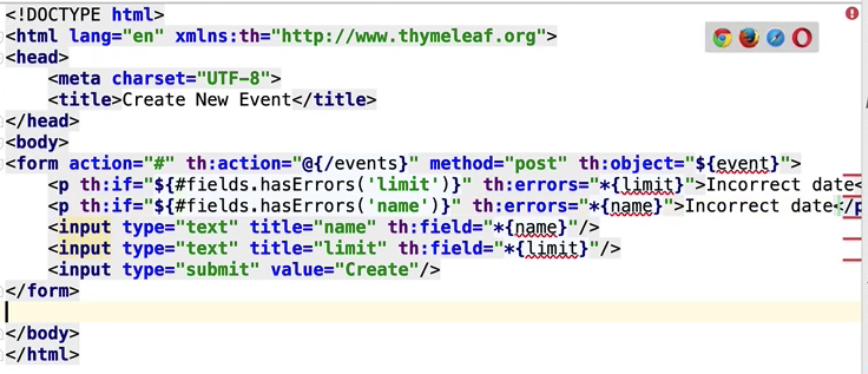 <!DOCTYPE html>
<html lang="en" xmlns:th="http://www.thymeleaf.org">
<head>
    <meta charset="UTF-8">
    <title>Create New Event</title>
</head>
<body>
<form action="#" th:action="@{/events}" method="post" th:object="${event}">
    <p th:if="${#fields.hasErrors('limit')}" th:errors="*{limit}">Incorrect date<
    <p th:if="${#fields.hasErrors('name')}" th:errors="*{name}">Incorrect date</p
    <input type="text" title="name" th:field="*{name}"/>
    <input type="text" title="limit" th:field="*{limit}"/>
    <input type="submit" value="Create"/>
</form>
</body>
</html>